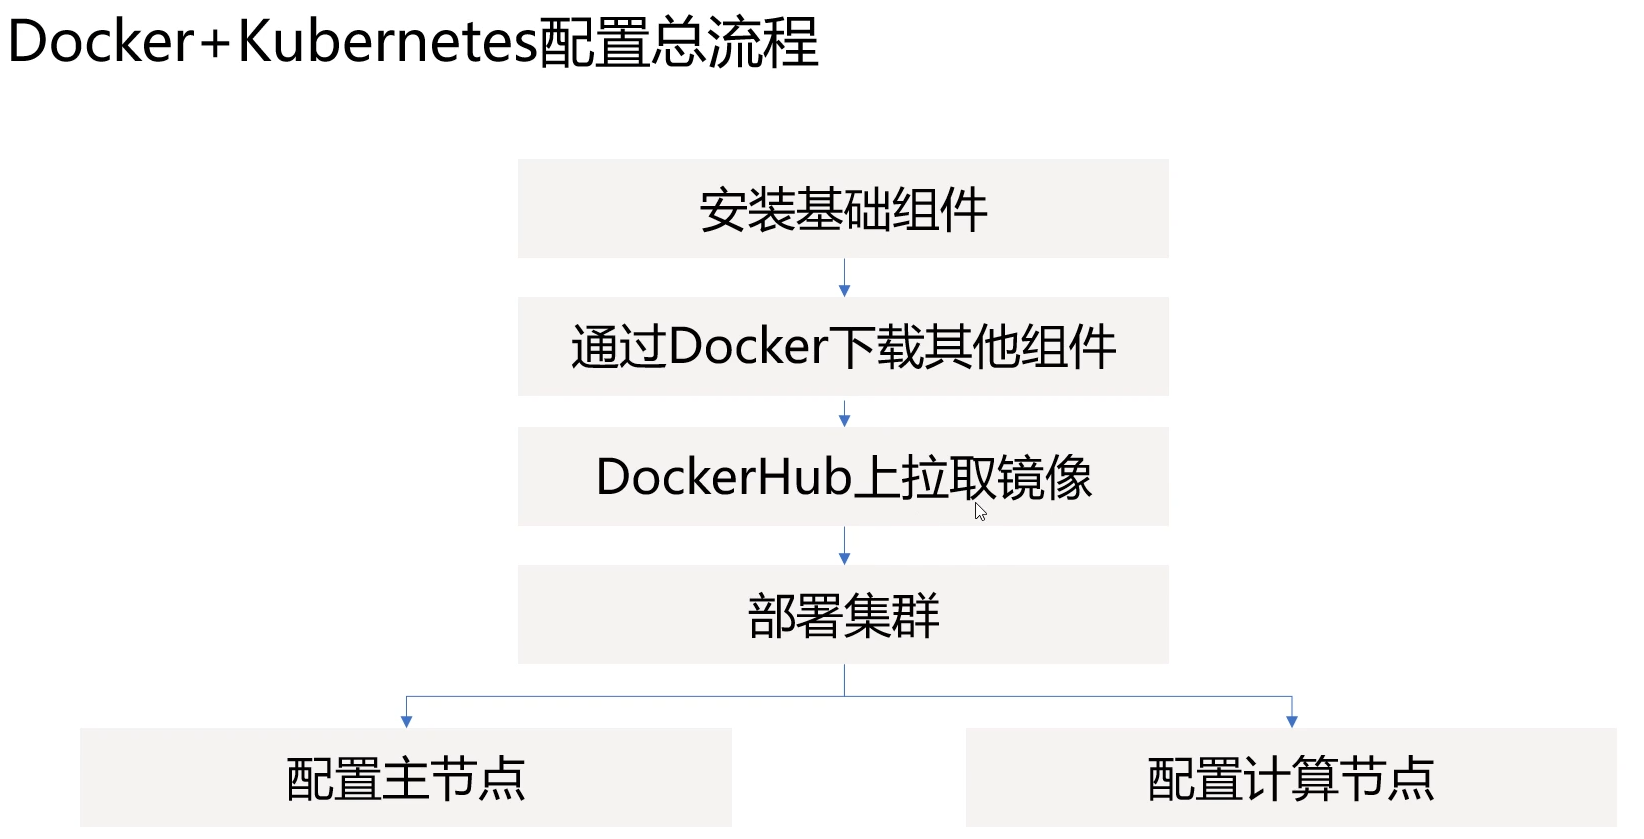 Docker+Kubernetes配置总流程
安装基础组件
通过Docker下载其他组件
DockerHub上拉取镜像
部署集群
配置主节点
配置计算节点